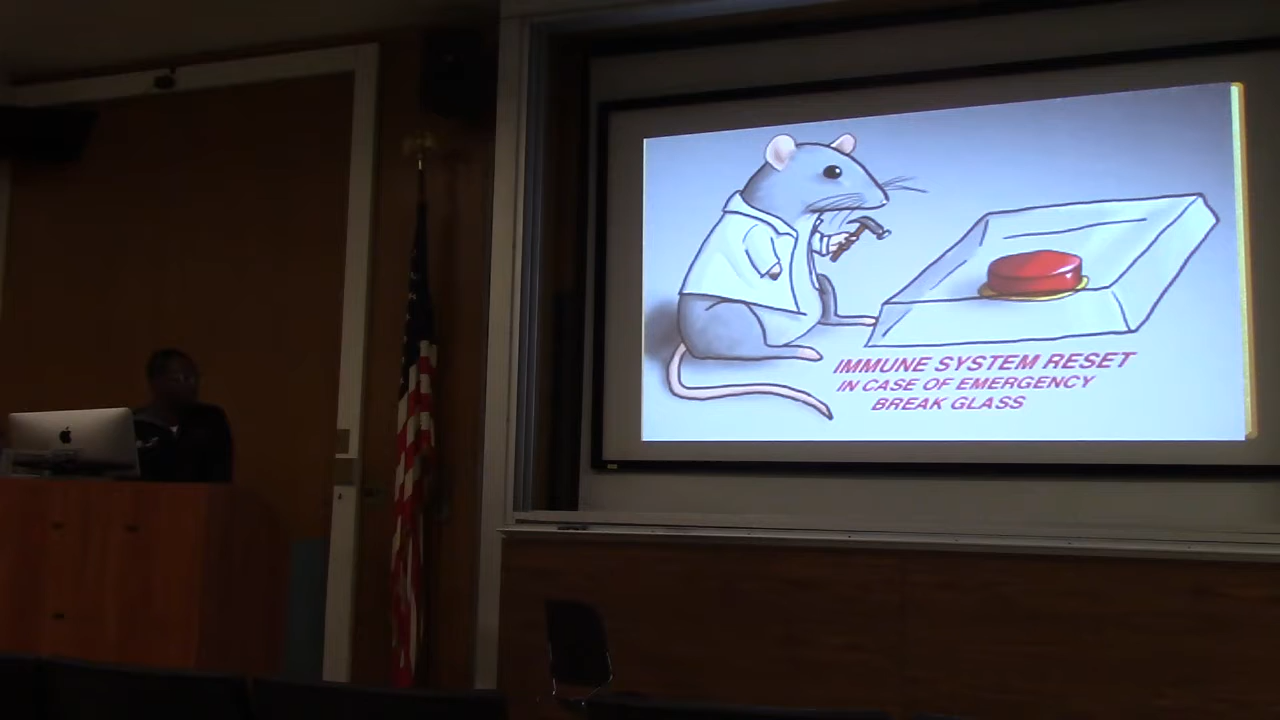 IMMUNE SYSTEM RESET
IN CASE OF EMERGENCY
BREAK GLASS